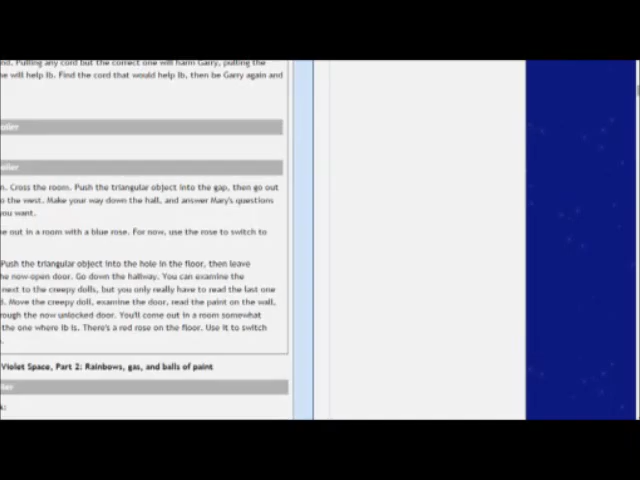 nd. Pulling any cord but the correct one will harm Garry, pulling the
e will help Ib. Find the cord that would help Ib, then be Garry again and
oiler
oiler
n. Cross the room. Push the triangular object into the gap, then go out
o the west. Make your way down the hall, and answer Mary's questions
you want.
e out in a room with a blue rose. For now, use the rose to switch to
Push the triangular object into the hole in the floor, then leave
he now-open door. Go down the hallway. You can examine the
next to the creepy dolls, but you only really have to read the last one
d. Move the creepy doll, examine the door, read the paint on the wall,
rough the now unlocked door. You'll come out in a room somewhat
the one where Ib is. There's a red rose on the floor. Use it to switch
.
Violet Space, Part 2: Rainbows, gas, and balls of paint
iler
k: